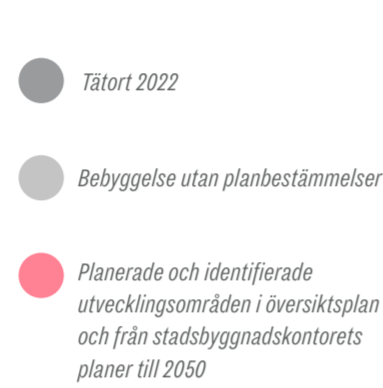 Tätort 2022
Bebyggelse utan planbestämmelser
Planerade och identifierade
utvecklingsområden i översiktsplan
och från stadsbyggnadskontorets
planer till 2050